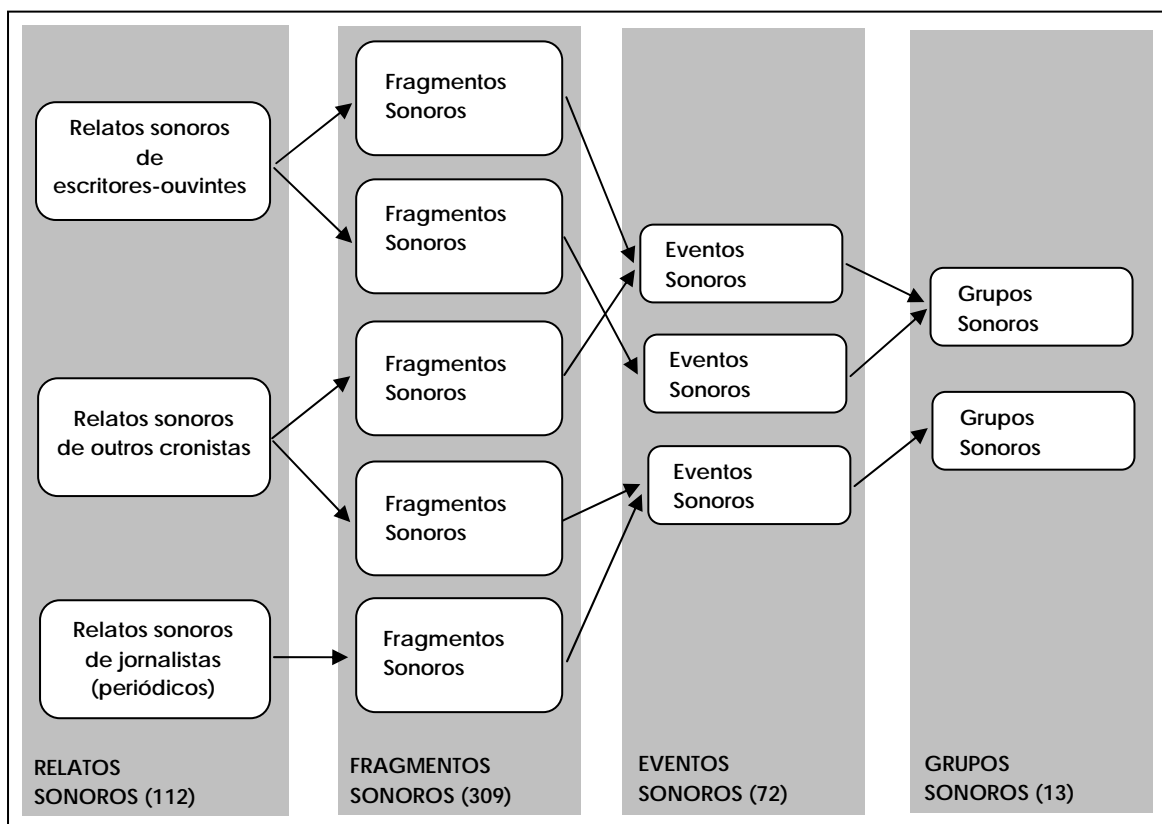 Relatos sonoros
de
escritores-ouvintes
Relatos sonoros
de outros cronistas
Relatos sonoros
de jornalistas
(periódicos)
RELATOS
SONOROS (112)
Fragmentos
Sonoros
Fragmentos
Sonoros
Fragmentos
Sonoros
Fragmentos
Sonoros
Fragmentos
Sonoros
FRAGMENTOS
SONOROS (309)
Eventos
Sonoros
Eventos
Sonoros
Eventos
Sonoros
EVENTOS
SONOROS (72)
Grupos
Sonoros
Grupos
Sonoros
GRUPOS
SONOROS (13)